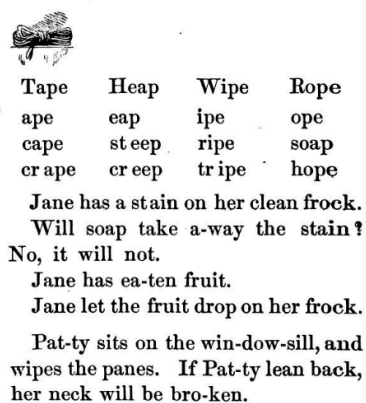 Tape Heap Wipe Rope
ape eap ipe ope
cape st eep ripe soap
cr ape cr eep tr ipe hope
Jane has a st ain on her clean frock.
Will soap take a-way the stain?
No, it will not.
Jane has ea-ten fruit.
Jane let the fruit drop on her frock.
Pat-ty sits on the win-dow-sill, and
wipes the panes. If Pat-ty lean back,
her neck will be bro-ken.